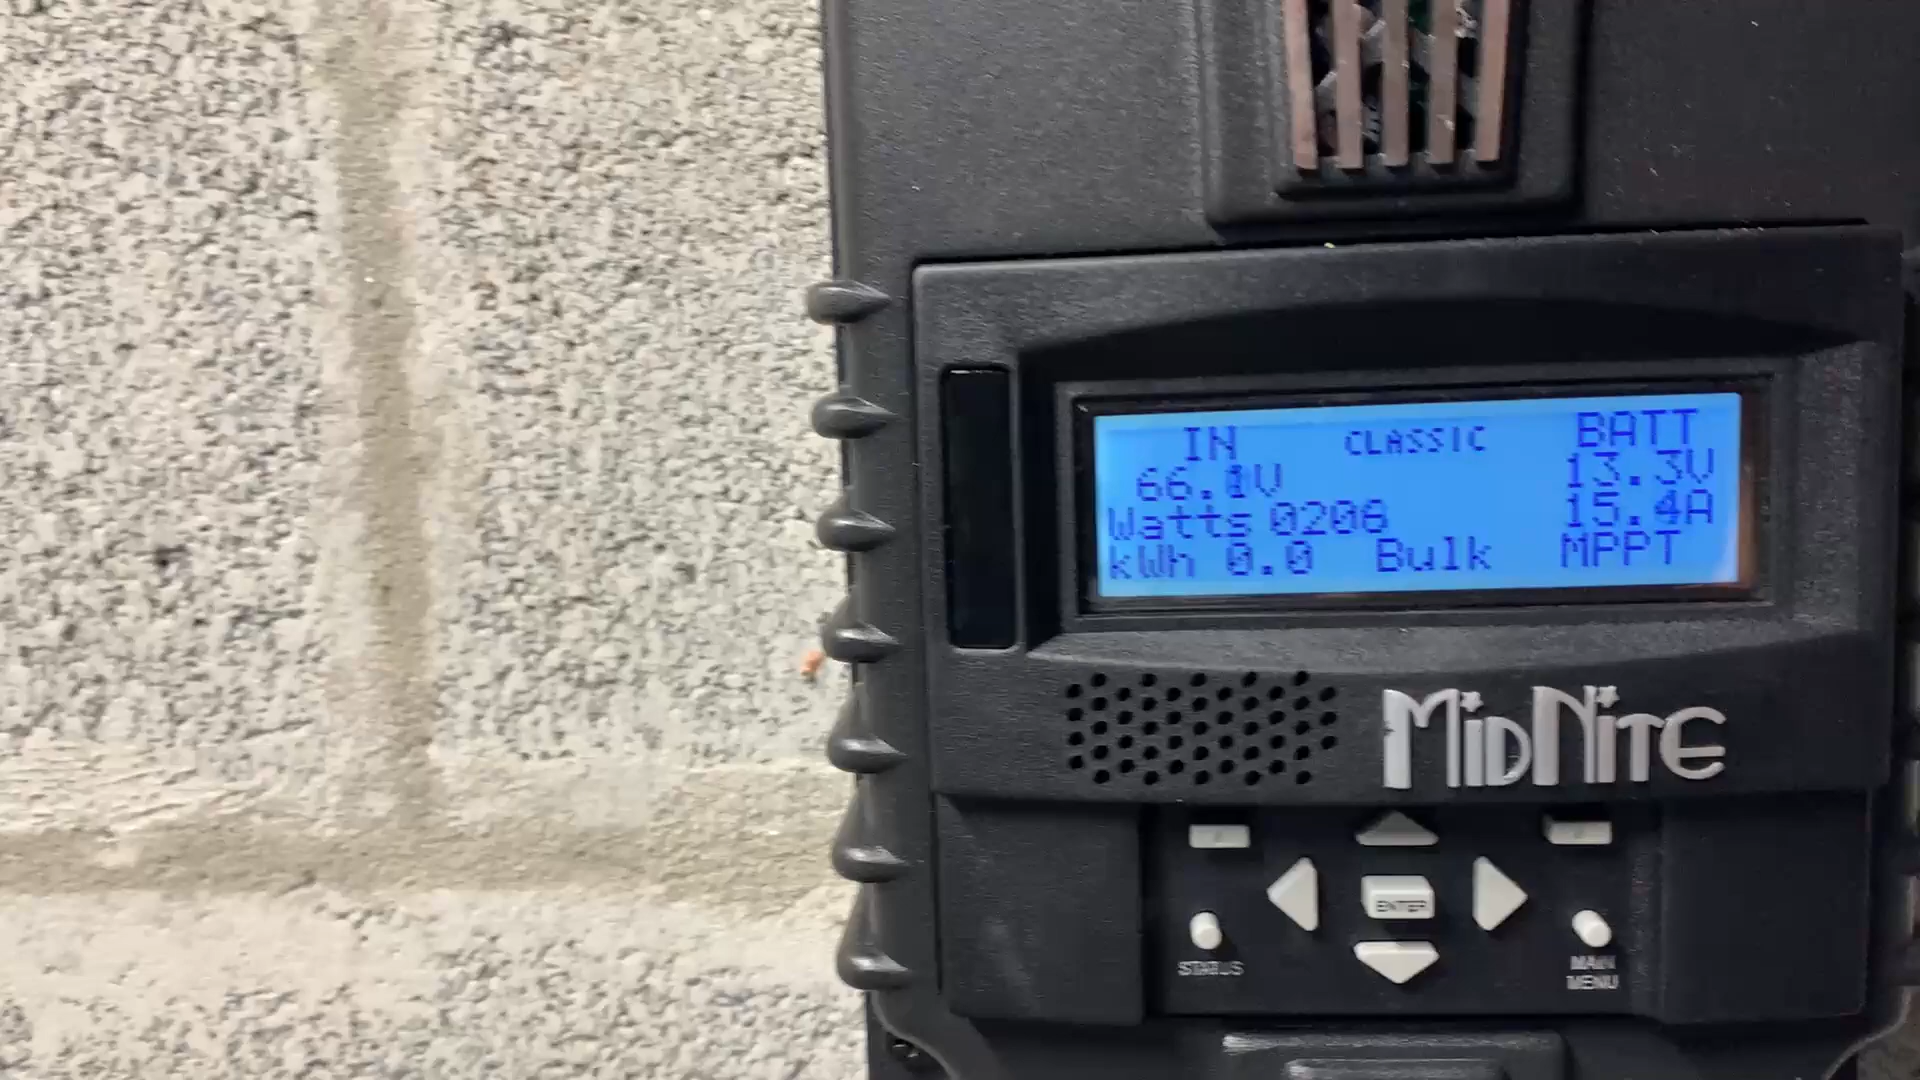 IN CLASSIC BATT
66.1V 13.3V
Watts 0206 15.4A
kWh 0.0 Bulk MPPT
MIDNITE
ENTER
STATUS
MAIN
MENU